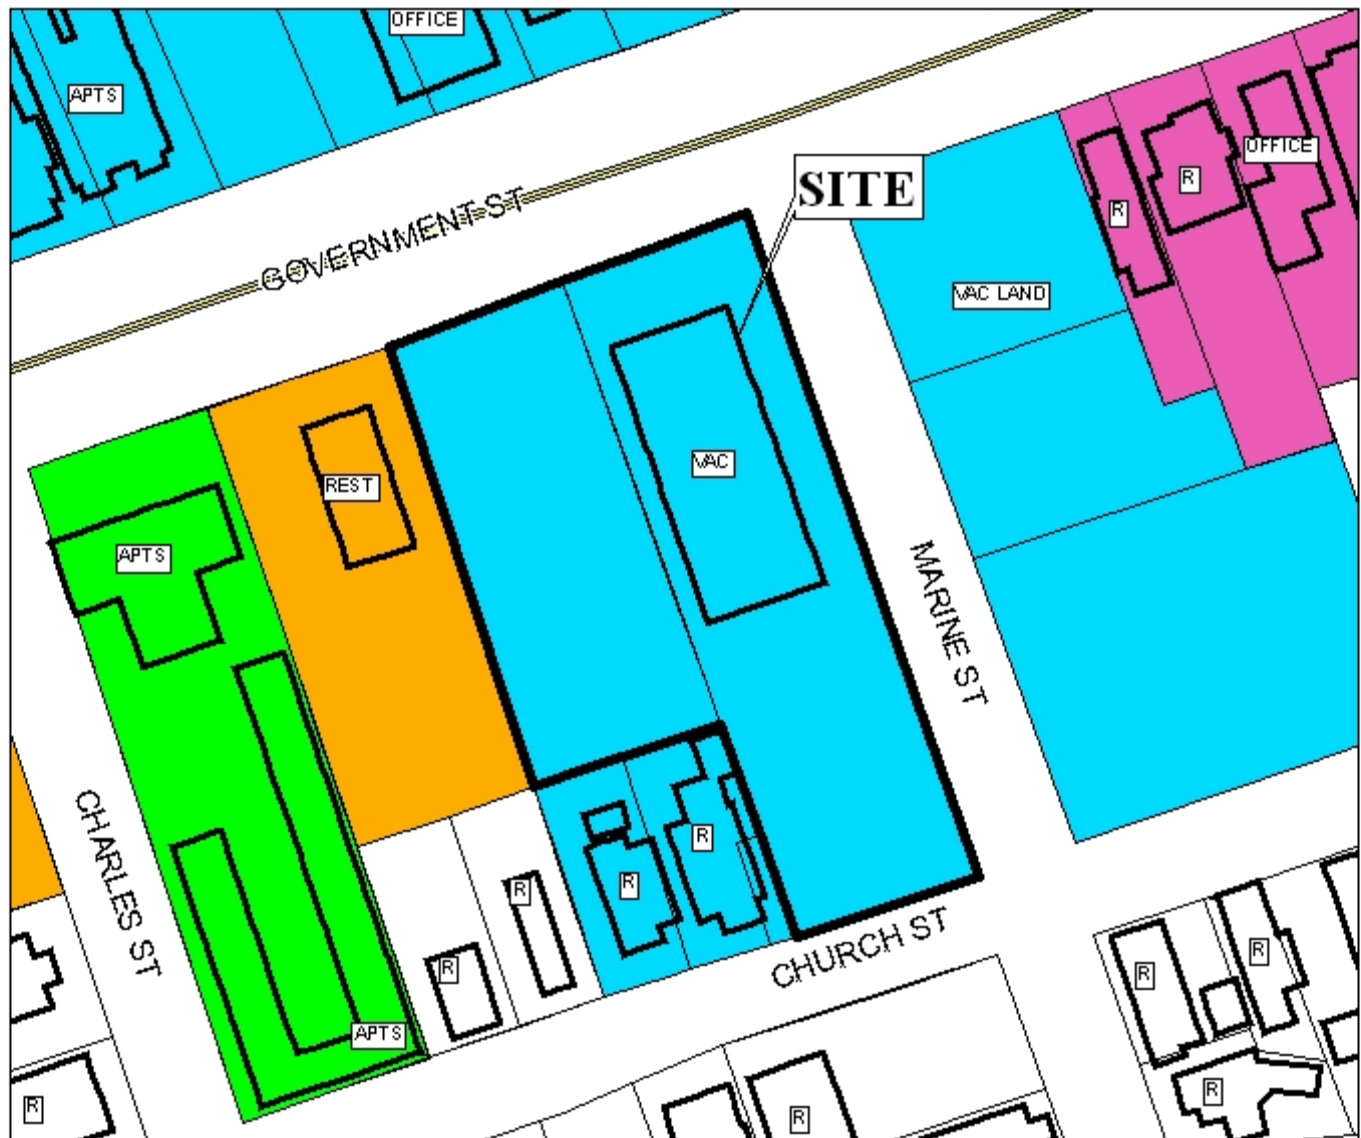 OFFICE
APTS
SITE
OFFICE
R
R
GOVERNMENT ST
VAC LAND
VAC
REST
APTS
MARINE ST
R
R
R
R
CHARLES ST
CHURCH ST
R
R
APTS
R
R
R